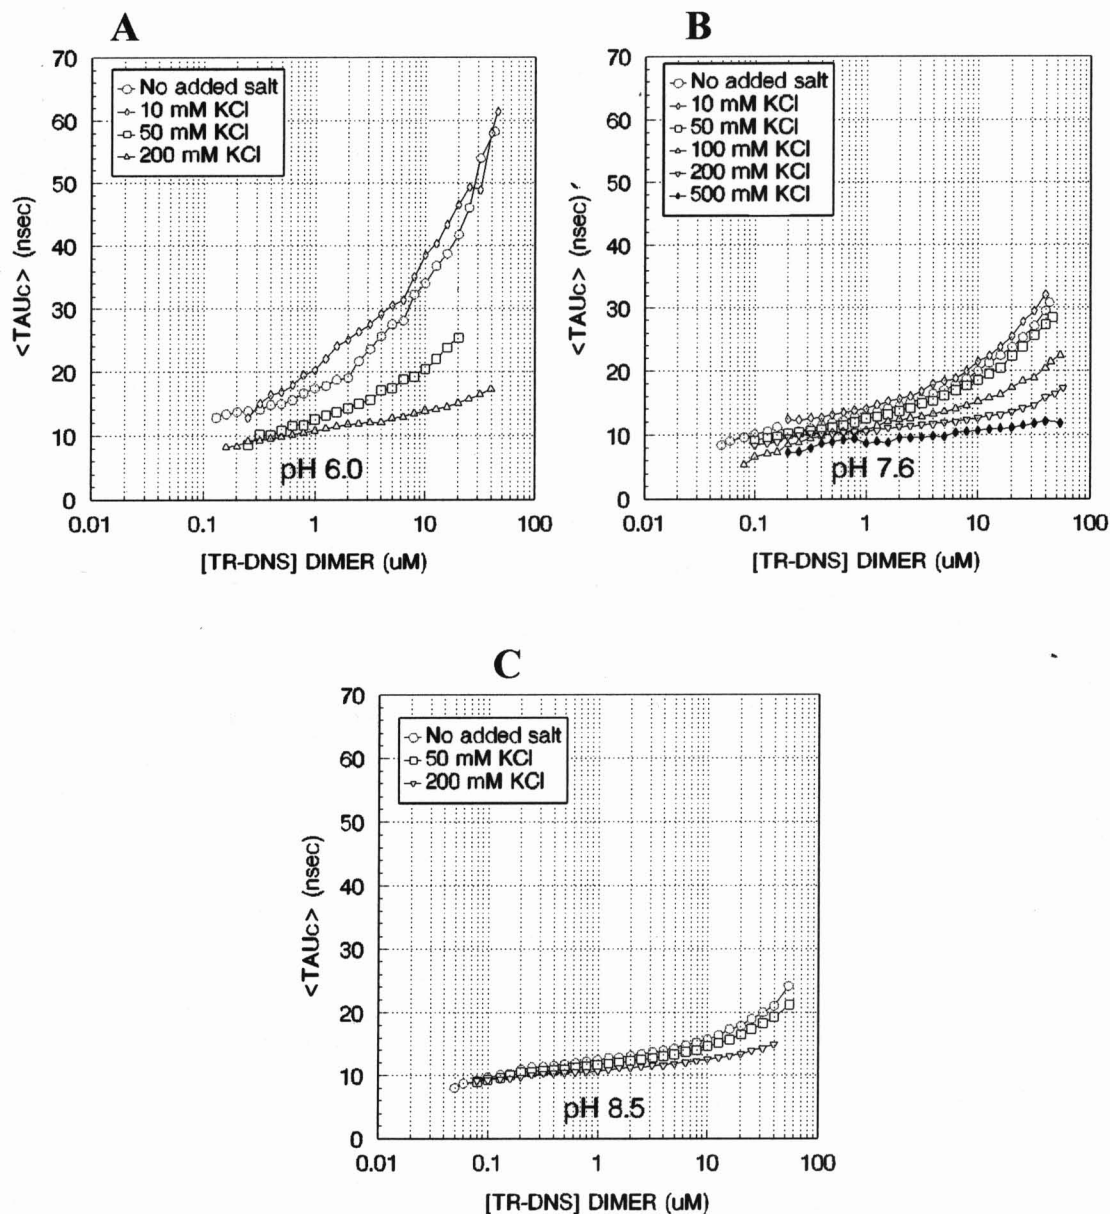 A
70
60
50
40
30
20
10
0
<TAUc> (nsec)
No added salt
10 mM KCl
50 mM KCl
200 mM KCl
pH 6.0
0.01 0.1 1 10 100
[TR-DNS] DIMER (uM)
B
70
60
50
40
30
20
10
0
<TAUc> (nsec)
No added salt
10 mM KCl
50 mM KCl
100 mM KCl
200 mM KCl
500 mM KCl
pH 7.6
0.01 0.1 1 10 100
[TR-DNS] DIMER (uM)
C
70
60
50
40
30
20
10
0
<TAUc> (nsec)
No added salt
50 mM KCl
200 mM KCl
pH 8.5
0.01 0.1 1 10 100
[TR-DNS] DIMER (uM)